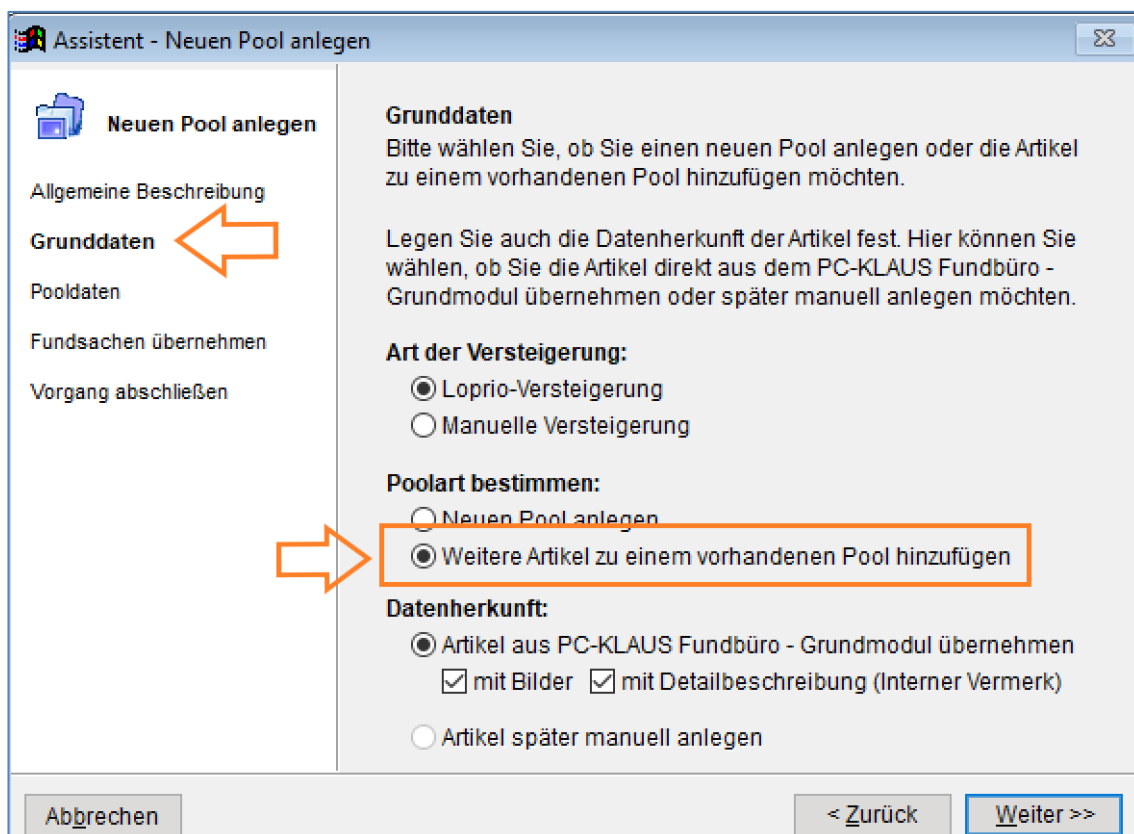 Assistent - Neuen Pool anlegen
Neuen Pool anlegen
Allgemeine Beschreibung
Grunddaten
Pooldaten
Fundsachen übernehmen
Vorgang abschließen
Grunddaten
Bitte wählen Sie, ob Sie einen neuen Pool anlegen oder die Artikel
zu einem vorhandenen Pool hinzufügen möchten.
Legen Sie auch die Datenherkunft der Artikel fest. Hier können Sie
wählen, ob Sie die Artikel direkt aus dem PC-KLAUS Fundbüro -
Grundmodul übernehmen oder später manuell anlegen möchten.
Art der Versteigerung:
Loprio-Versteigerung
Manuelle Versteigerung
Poolart bestimmen:
Neuen Pool anlegen
Weitere Artikel zu einem vorhandenen Pool hinzufügen
Datenherkunft:
Artikel aus PC-KLAUS Fundbüro - Grundmodul übernehmen
mit Bilder mit Detailbeschreibung (Interner Vermerk)
Artikel später manuell anlegen
Abbrechen
< Zurück
Weiter >>